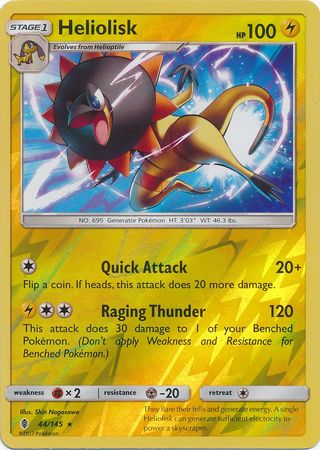 STAGE 1
Heliolisk
HP 100
Evolves from Helioptile
NO. 695 Generator Pokémon HT: 3'03" WT: 46.3 lbs.
Quick Attack 20+
Flip a coin. If heads, this attack does 20 more damage.
Raging Thunder 120
This attack does 30 damage to 1 of your Benched
Pokémon. (Don't apply Weakness and Resistance for
Benched Pokémon.)
weakness × 2 resistance -20 retreat
Illus. Shin Nagasawa
44/145 ★
©2017 Pokémon
They flare their frills and generate energy. A single
Heliolisk can generate sufficient electricity to
power a skyscraper.